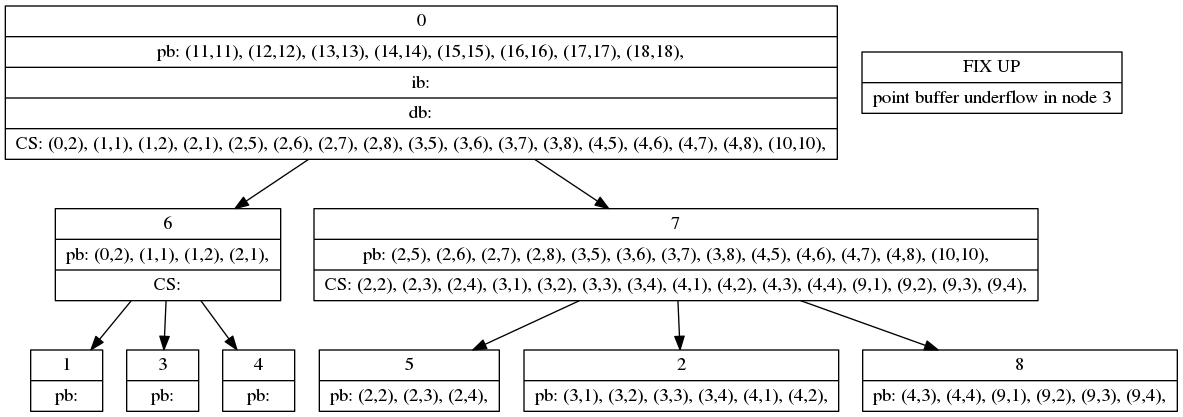 0
pb: (11,11), (12,12), (13,13), (14,14), (15,15), (16,16), (17,17), (18,18),
ib:
db:
CS: (0,2), (1,1), (1,2), (2,1), (2,5), (2,6), (2,7), (2,8), (3,5), (3,6), (3,7), (3,8), (4,5), (4,6), (4,7), (4,8), (10,10),
FIX UP
point buffer underflow in node 3
6
pb: (0,2), (1,1), (1,2), (2,1),
CS:
7
pb: (2,5), (2,6), (2,7), (2,8), (3,5), (3,6), (3,7), (3,8), (4,5), (4,6), (4,7), (4,8), (10,10),
CS: (2,2), (2,3), (2,4), (3,1), (3,2), (3,3), (3,4), (4,1), (4,2), (4,3), (4,4), (9,1), (9,2), (9,3), (9,4),
1
pb:
3
pb:
4
pb:
5
pb: (2,2), (2,3), (2,4),
2
pb: (3,1), (3,2), (3,3), (3,4), (4,1), (4,2),
8
pb: (4,3), (4,4), (9,1), (9,2), (9,3), (9,4),